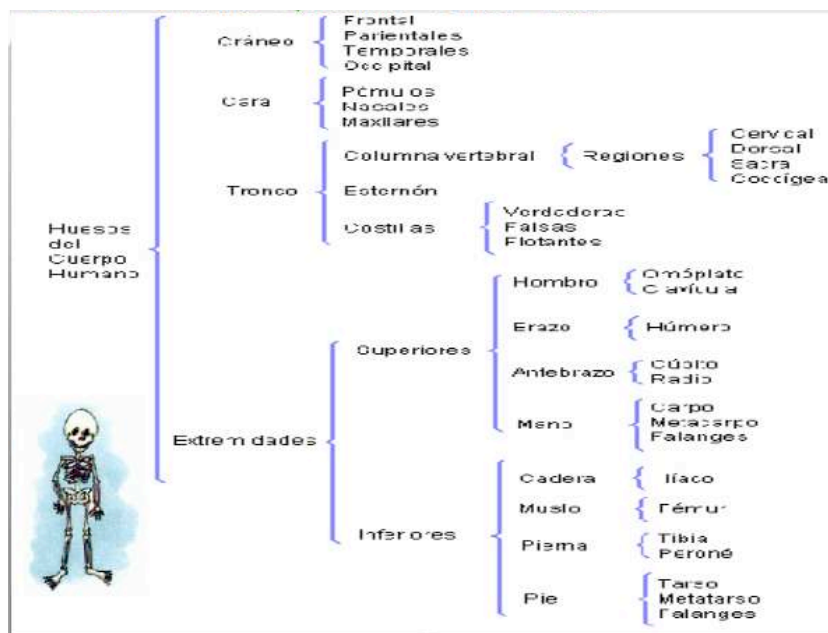 Huesos
del
Cuerpo
Humano
Cráneo
Frontal
Parientales
Temporales
Occipital
Cara
Pómulos
Nasales
Maxilares
Tronco
Columna vertebral
Regiones
Cervical
Dorsal
Sacra
Coccígea
Esternón
Costillas
Verdaderas
Falsas
Flotantes
Extremidades
Superiores
Hombro
Omóplato
Clavícula
Brazo
Húmero
Antebrazo
Cúbito
Radio
Mano
Carpo
Metacarpo
Falanges
Inferiores
Cadera
Ilíaco
Muslo
Fémur
Pierna
Tibia
Peroné
Pie
Tarso
Metatarso
Falanges